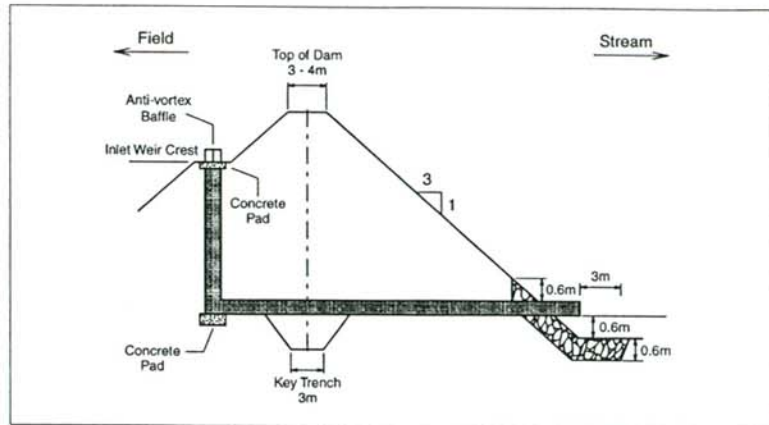 Field
Stream
Top of Dam
3 - 4m
Anti-vortex
Baffle
Inlet Weir Crest
Concrete
Pad
3
1
0.6m
3m
0.6m
0.6m
Concrete
Pad
Key Trench
3m